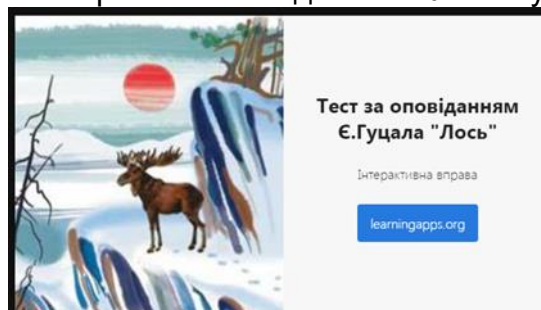 Тест за оповіданням
Є.Гуцала "Лось"
Інтерактивна вправа
learningapps.org